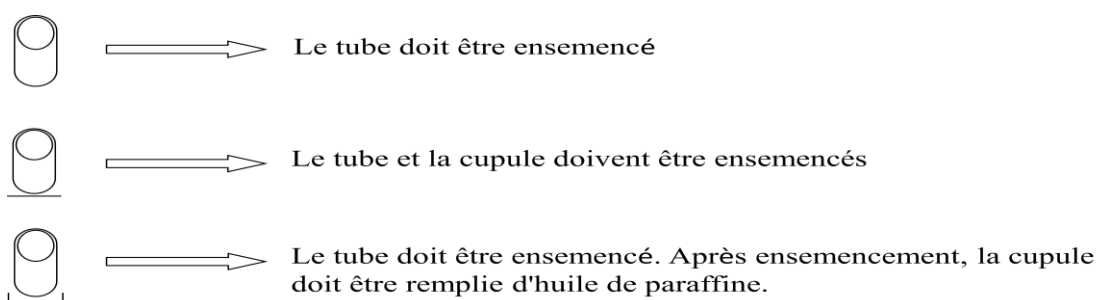 Le tube doit être ensemencé
Le tube et la cupule doivent être ensemencés
Le tube doit être ensemencé. Après ensemencement, la cupule
doit être remplie d'huile de paraffine.